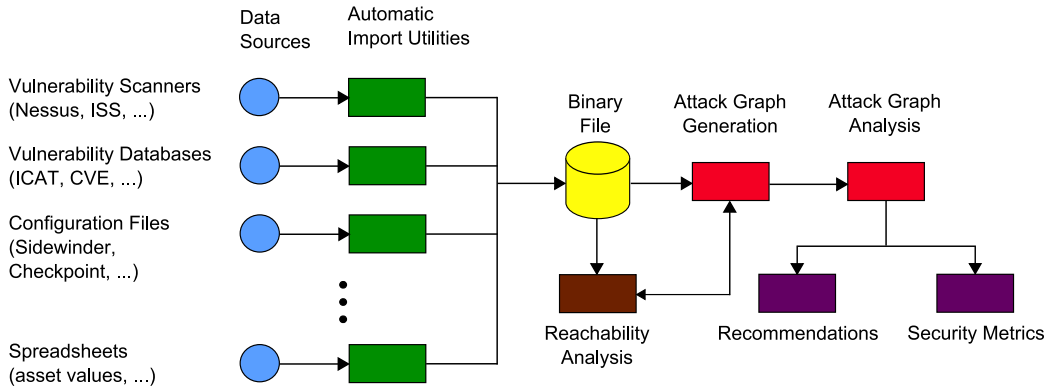 Data
Sources
Automatic
Import Utilities
Vulnerability Scanners
(Nessus, ISS, ...)
Vulnerability Databases
(ICAT, CVE, ...)
Configuration Files
(Sidewinder,
Checkpoint, ...)
Spreadsheets
(asset values, ...)
Binary
File
Attack Graph
Generation
Attack Graph
Analysis
Reachability
Analysis
Recommendations
Security Metrics